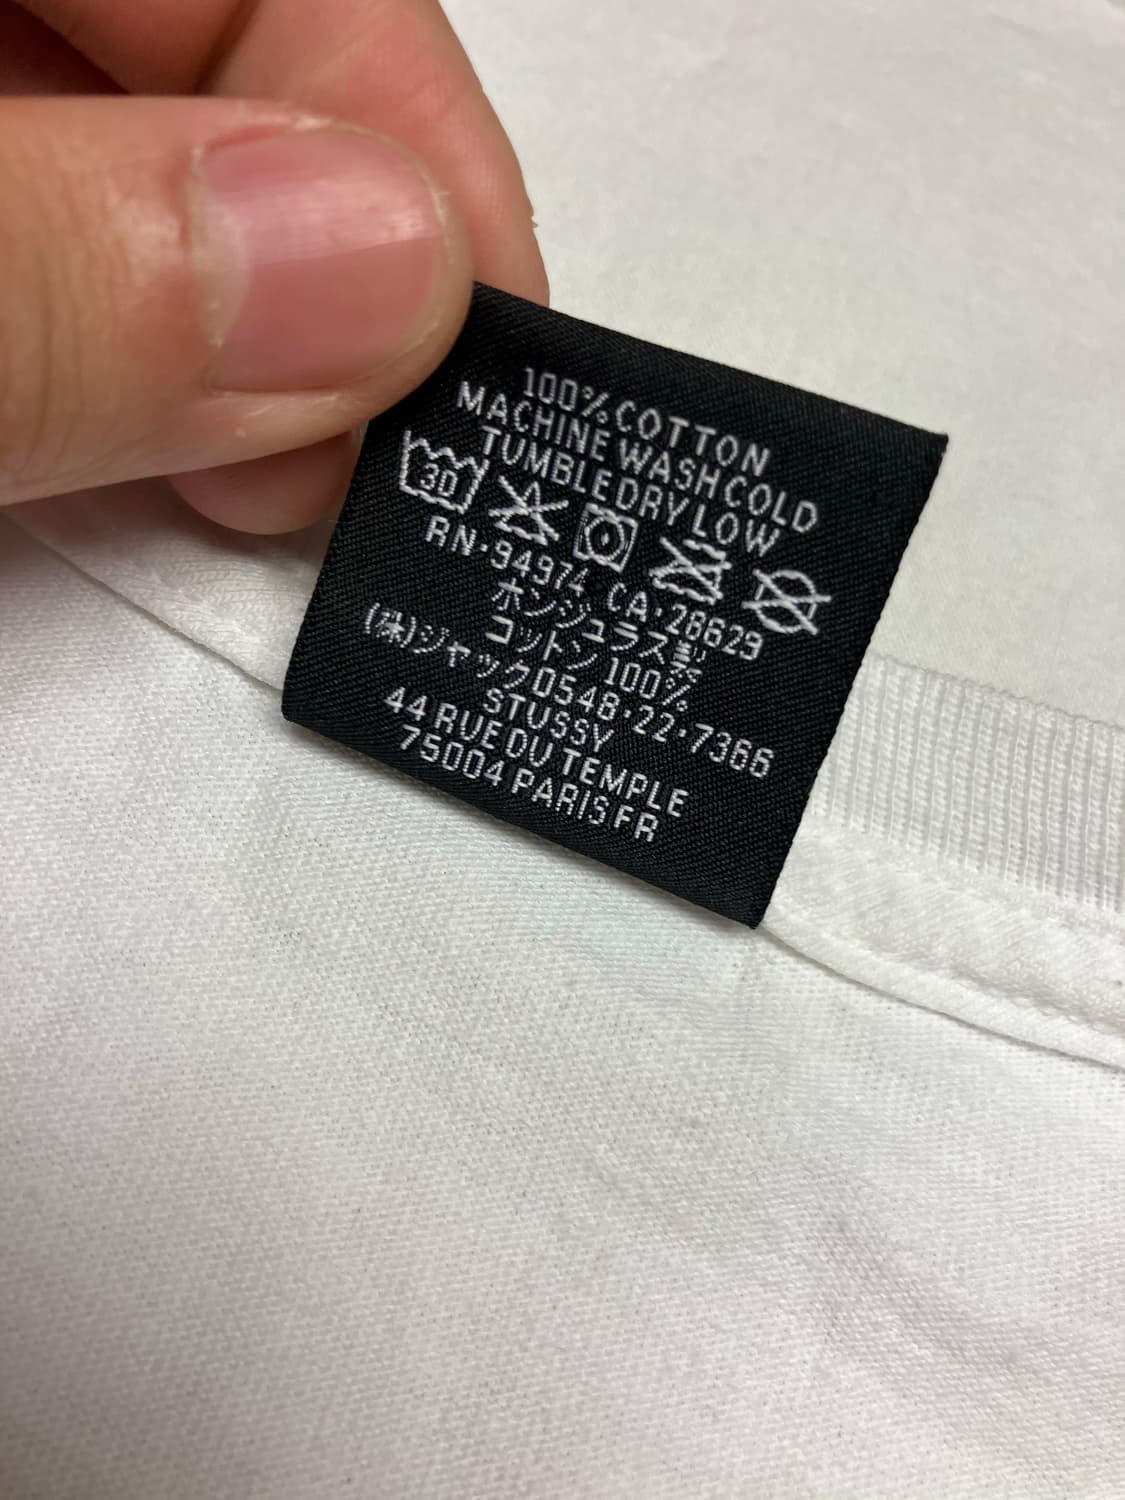 100% COTTON
MACHINE WASH COLD
TUMBLE DRY LOW
30
RN·94974 CA·28629
ホンジュラス製
コットン 100%
(株)ジャック0548·22·7366
STUSSY
44 RUE DU TEMPLE
75004 PARIS FR